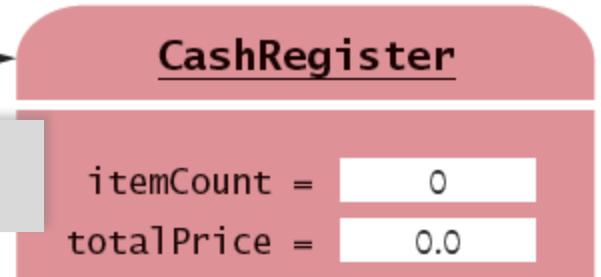 CashRegister
itemCount = 0
totalPrice = 0.0